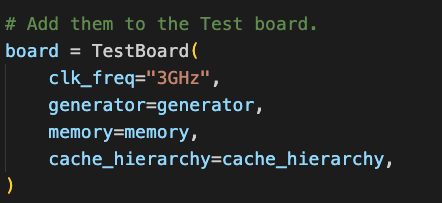 # Add them to the Test board.
board = TestBoard(
    clk_freq="3GHz",
    generator=generator,
    memory=memory,
    cache_hierarchy=cache_hierarchy,
)